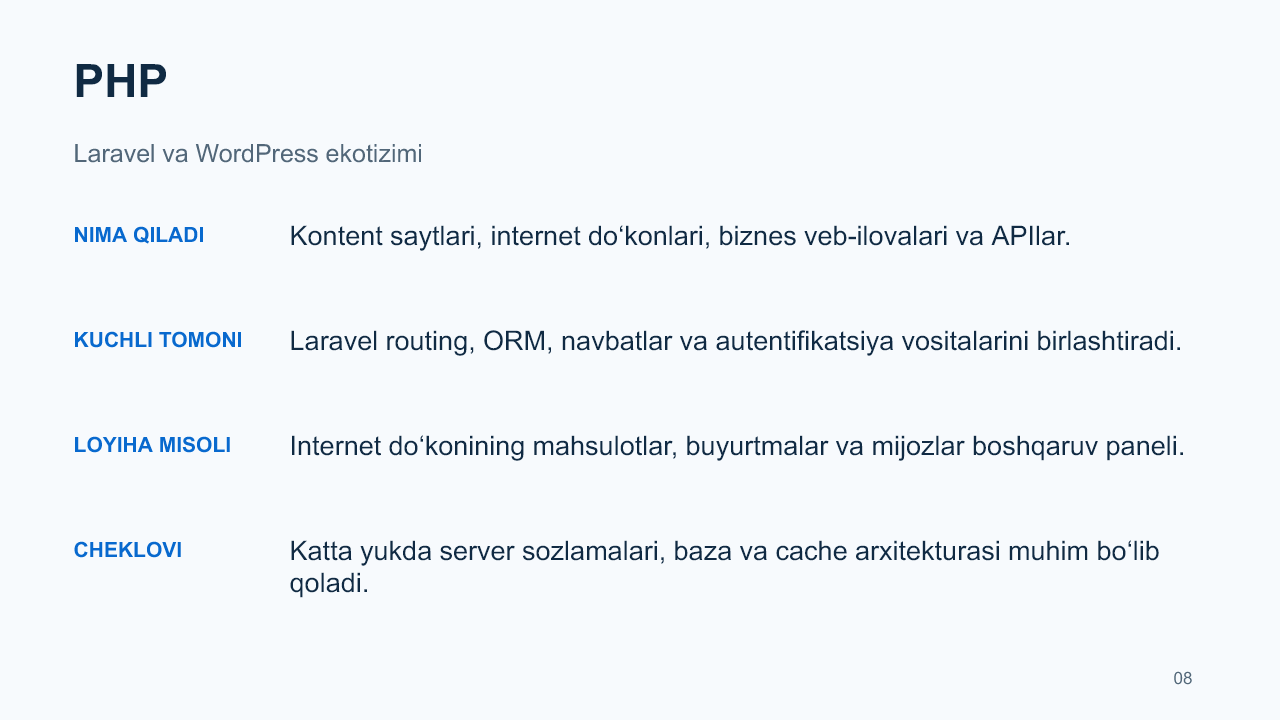 PHP
Laravel va WordPress ekotizimi
NIMA QILADI
Kontent saytlari, internet do‘konlari, biznes veb-ilovalari va APIlar.
KUCHLI TOMONI
Laravel routing, ORM, navbatlar va autentifikatsiya vositalarini birlashtiradi.
LOYIHA MISOLI
Internet do‘konining mahsulotlar, buyurtmalar va mijozlar boshqaruv paneli.
CHEKLOVI
Katta yukda server sozlamalari, baza va cache arxitekturasi muhim bo‘lib
qoladi.
08